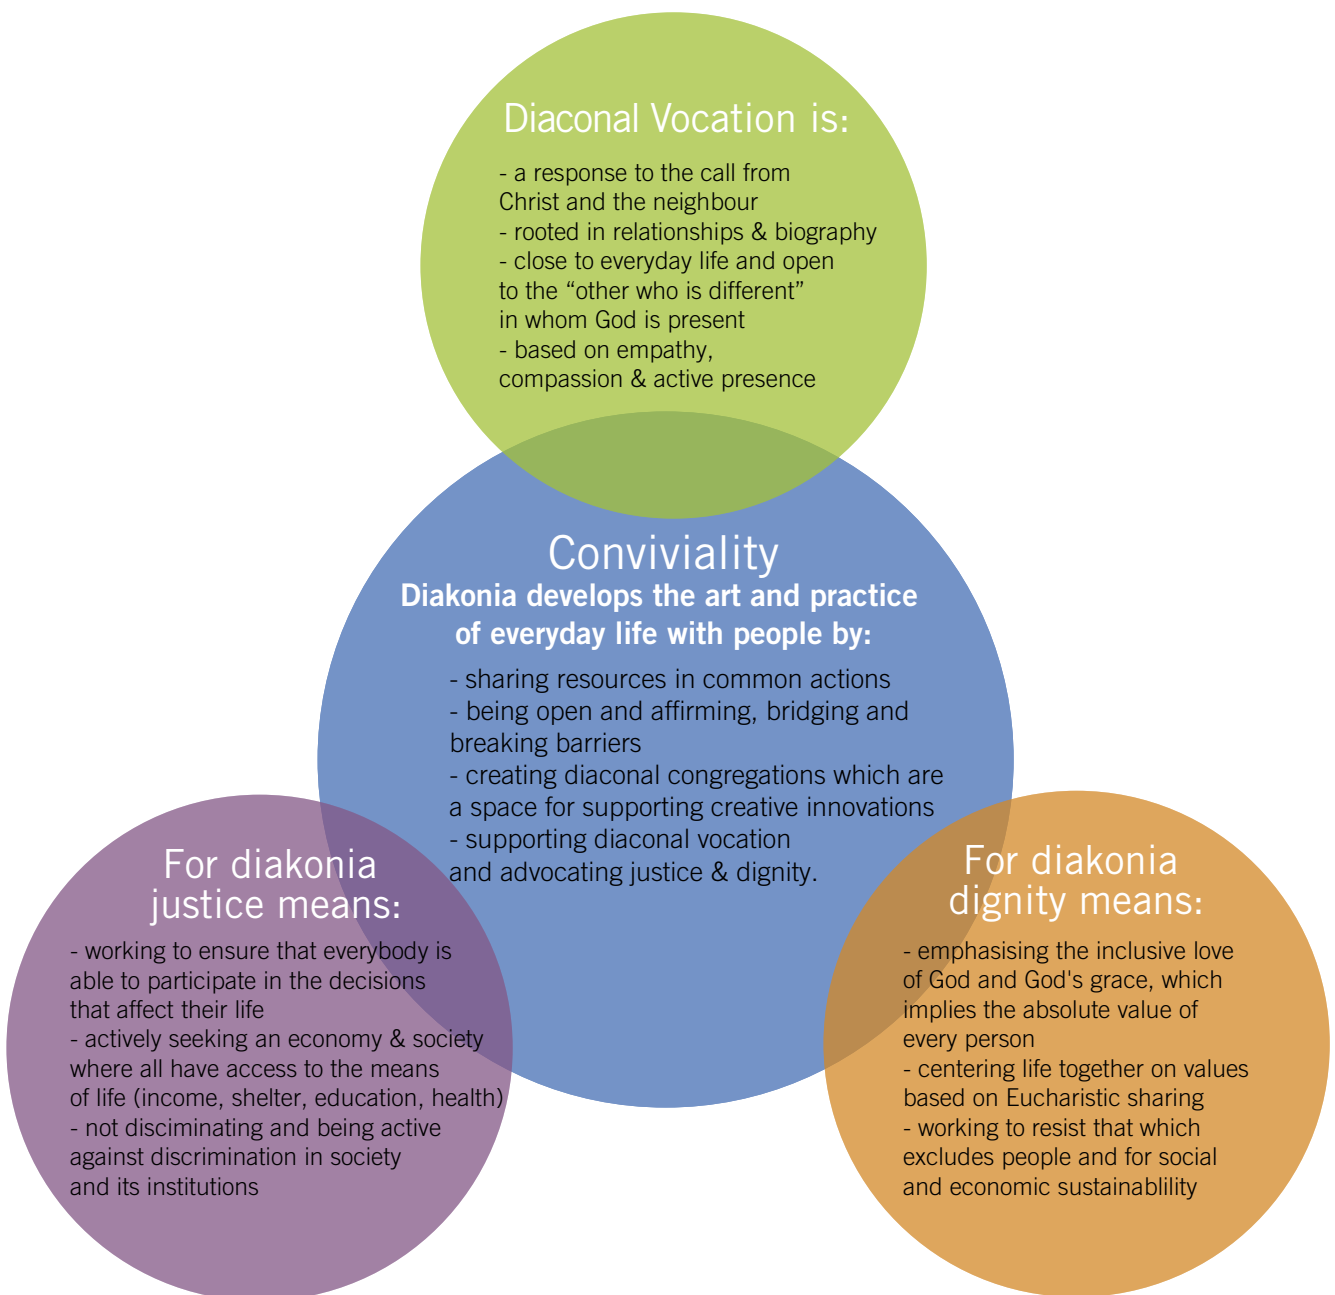 Diaconal Vocation is:
- a response to the call from
Christ and the neighbour
- rooted in relationships & biography
- close to everyday life and open
to the “other who is different”
in whom God is present
- based on empathy,
compassion & active presence
Conviviality
Diakonia develops the art and practice
of everyday life with people by:
- sharing resources in common actions
- being open and affirming, bridging and
breaking barriers
- creating diaconal congregations which are
a space for supporting creative innovations
- supporting diaconal vocation
and advocating justice & dignity.
For diakonia
justice means:
- working to ensure that everybody is
able to participate in the decisions
that affect their life
- actively seeking an economy & society
where all have access to the means
of life (income, shelter, education, health)
- not discriminating and being active
against discrimination in society
and its institutions
For diakonia
dignity means:
- emphasising the inclusive love
of God and God's grace, which
implies the absolute value of
every person
- centering life together on values
based on Eucharistic sharing
- working to resist that which
excludes people and for social
and economic sustainablility